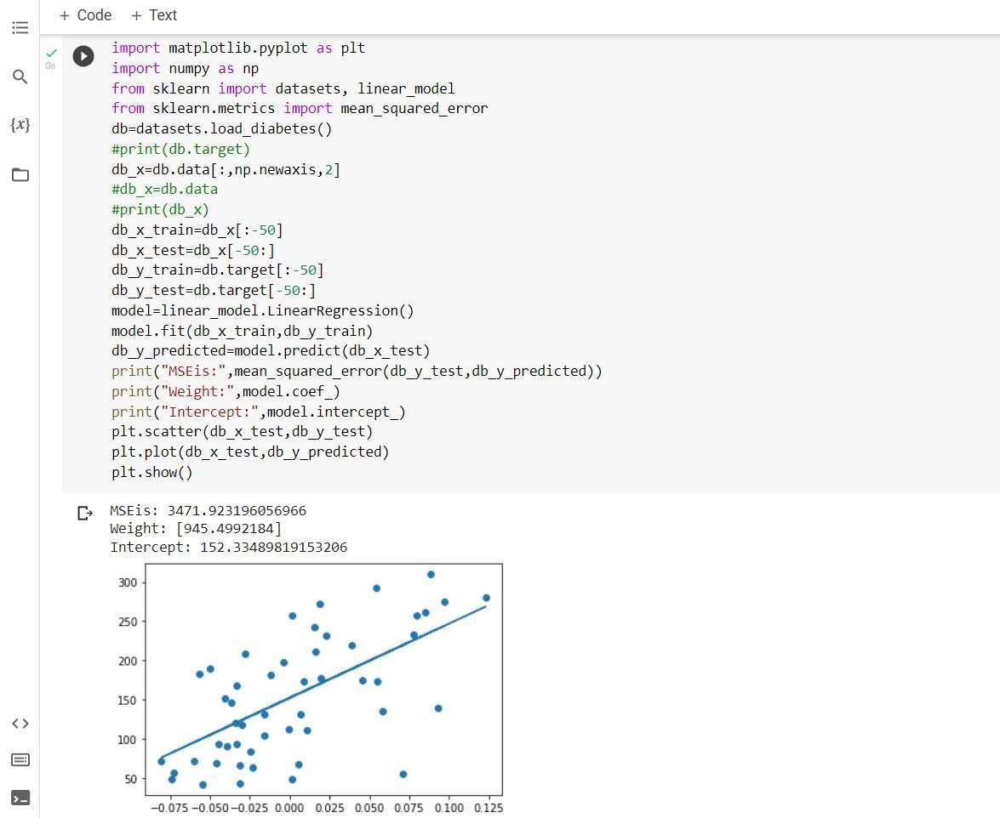 + Code + Text
0s
{x}
import matplotlib.pyplot as plt
import numpy as np
from sklearn import datasets, linear_model
from sklearn.metrics import mean_squared_error
db=datasets.load_diabetes()
#print(db.target)
db_x=db.data[:,np.newaxis,2]
#db_x=db.data
#print(db_x)
db_x_train=db_x[:-50]
db_x_test=db_x[-50:]
db_y_train=db.target[:-50]
db_y_test=db.target[-50:]
model=linear_model.LinearRegression()
model.fit(db_x_train,db_y_train)
db_y_predicted=model.predict(db_x_test)
print("MSEis:",mean_squared_error(db_y_test,db_y_predicted))
print("Weight:",model.coef_)
print("Intercept:",model.intercept_)
plt.scatter(db_x_test,db_y_test)
plt.plot(db_x_test,db_y_predicted)
plt.show()
MSEis: 3471.923196056966
Weight: [945.4992184]
Intercept: 152.33489819153206
300
250
200
150
100
50
−0.075 −0.050 −0.025 0.000 0.025 0.050 0.075 0.100 0.125